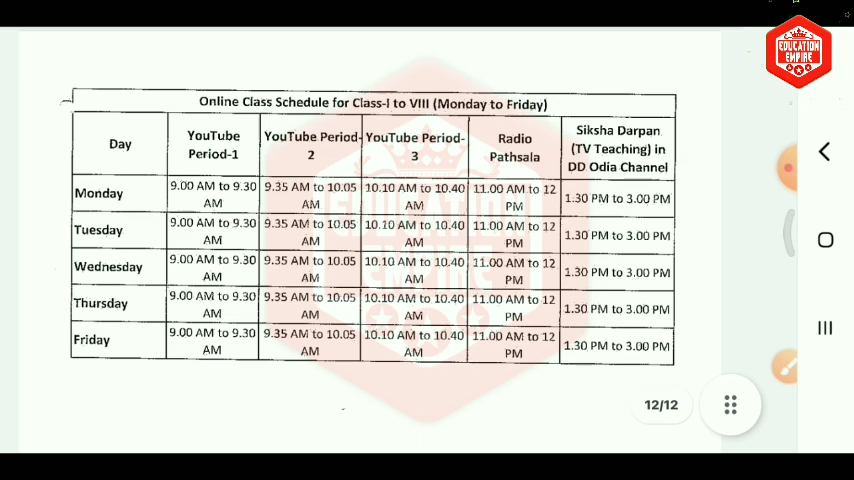 EDUCATION
EMPIRE
Online Class Schedule for Class-I to VIII (Monday to Friday)
Day
YouTube
Period-1
YouTube Period-
2
YouTube Period-
3
Radio
Pathsala
Siksha Darpan
(TV Teaching) in
DD Odia Channel
Monday
9.00 AM to 9.30
AM
9.35 AM to 10.05
AM
10.10 AM to 10.40
AM
11.00 AM to 12
PM
1.30 PM to 3.00 PM
Tuesday
9.00 AM to 9.30
AM
9.35 AM to 10.05
AM
10.10 AM to 10.40
AM
11.00 AM to 12
PM
1.30 PM to 3.00 PM
Wednesday
9.00 AM to 9.30
AM
9.35 AM to 10.05
AM
10.10 AM to 10.40
AM
11.00 AM to 12
PM
1.30 PM to 3.00 PM
Thursday
9.00 AM to 9.30
AM
9.35 AM to 10.05
AM
10.10 AM to 10.40
AM
11.00 AM to 12
PM
1.30 PM to 3.00 PM
Friday
9.00 AM to 9.30
AM
9.35 AM to 10.05
AM
10.10 AM to 10.40
AM
11.00 AM to 12
PM
1.30 PM to 3.00 PM
EDUCATION
EMPIRE
12/12